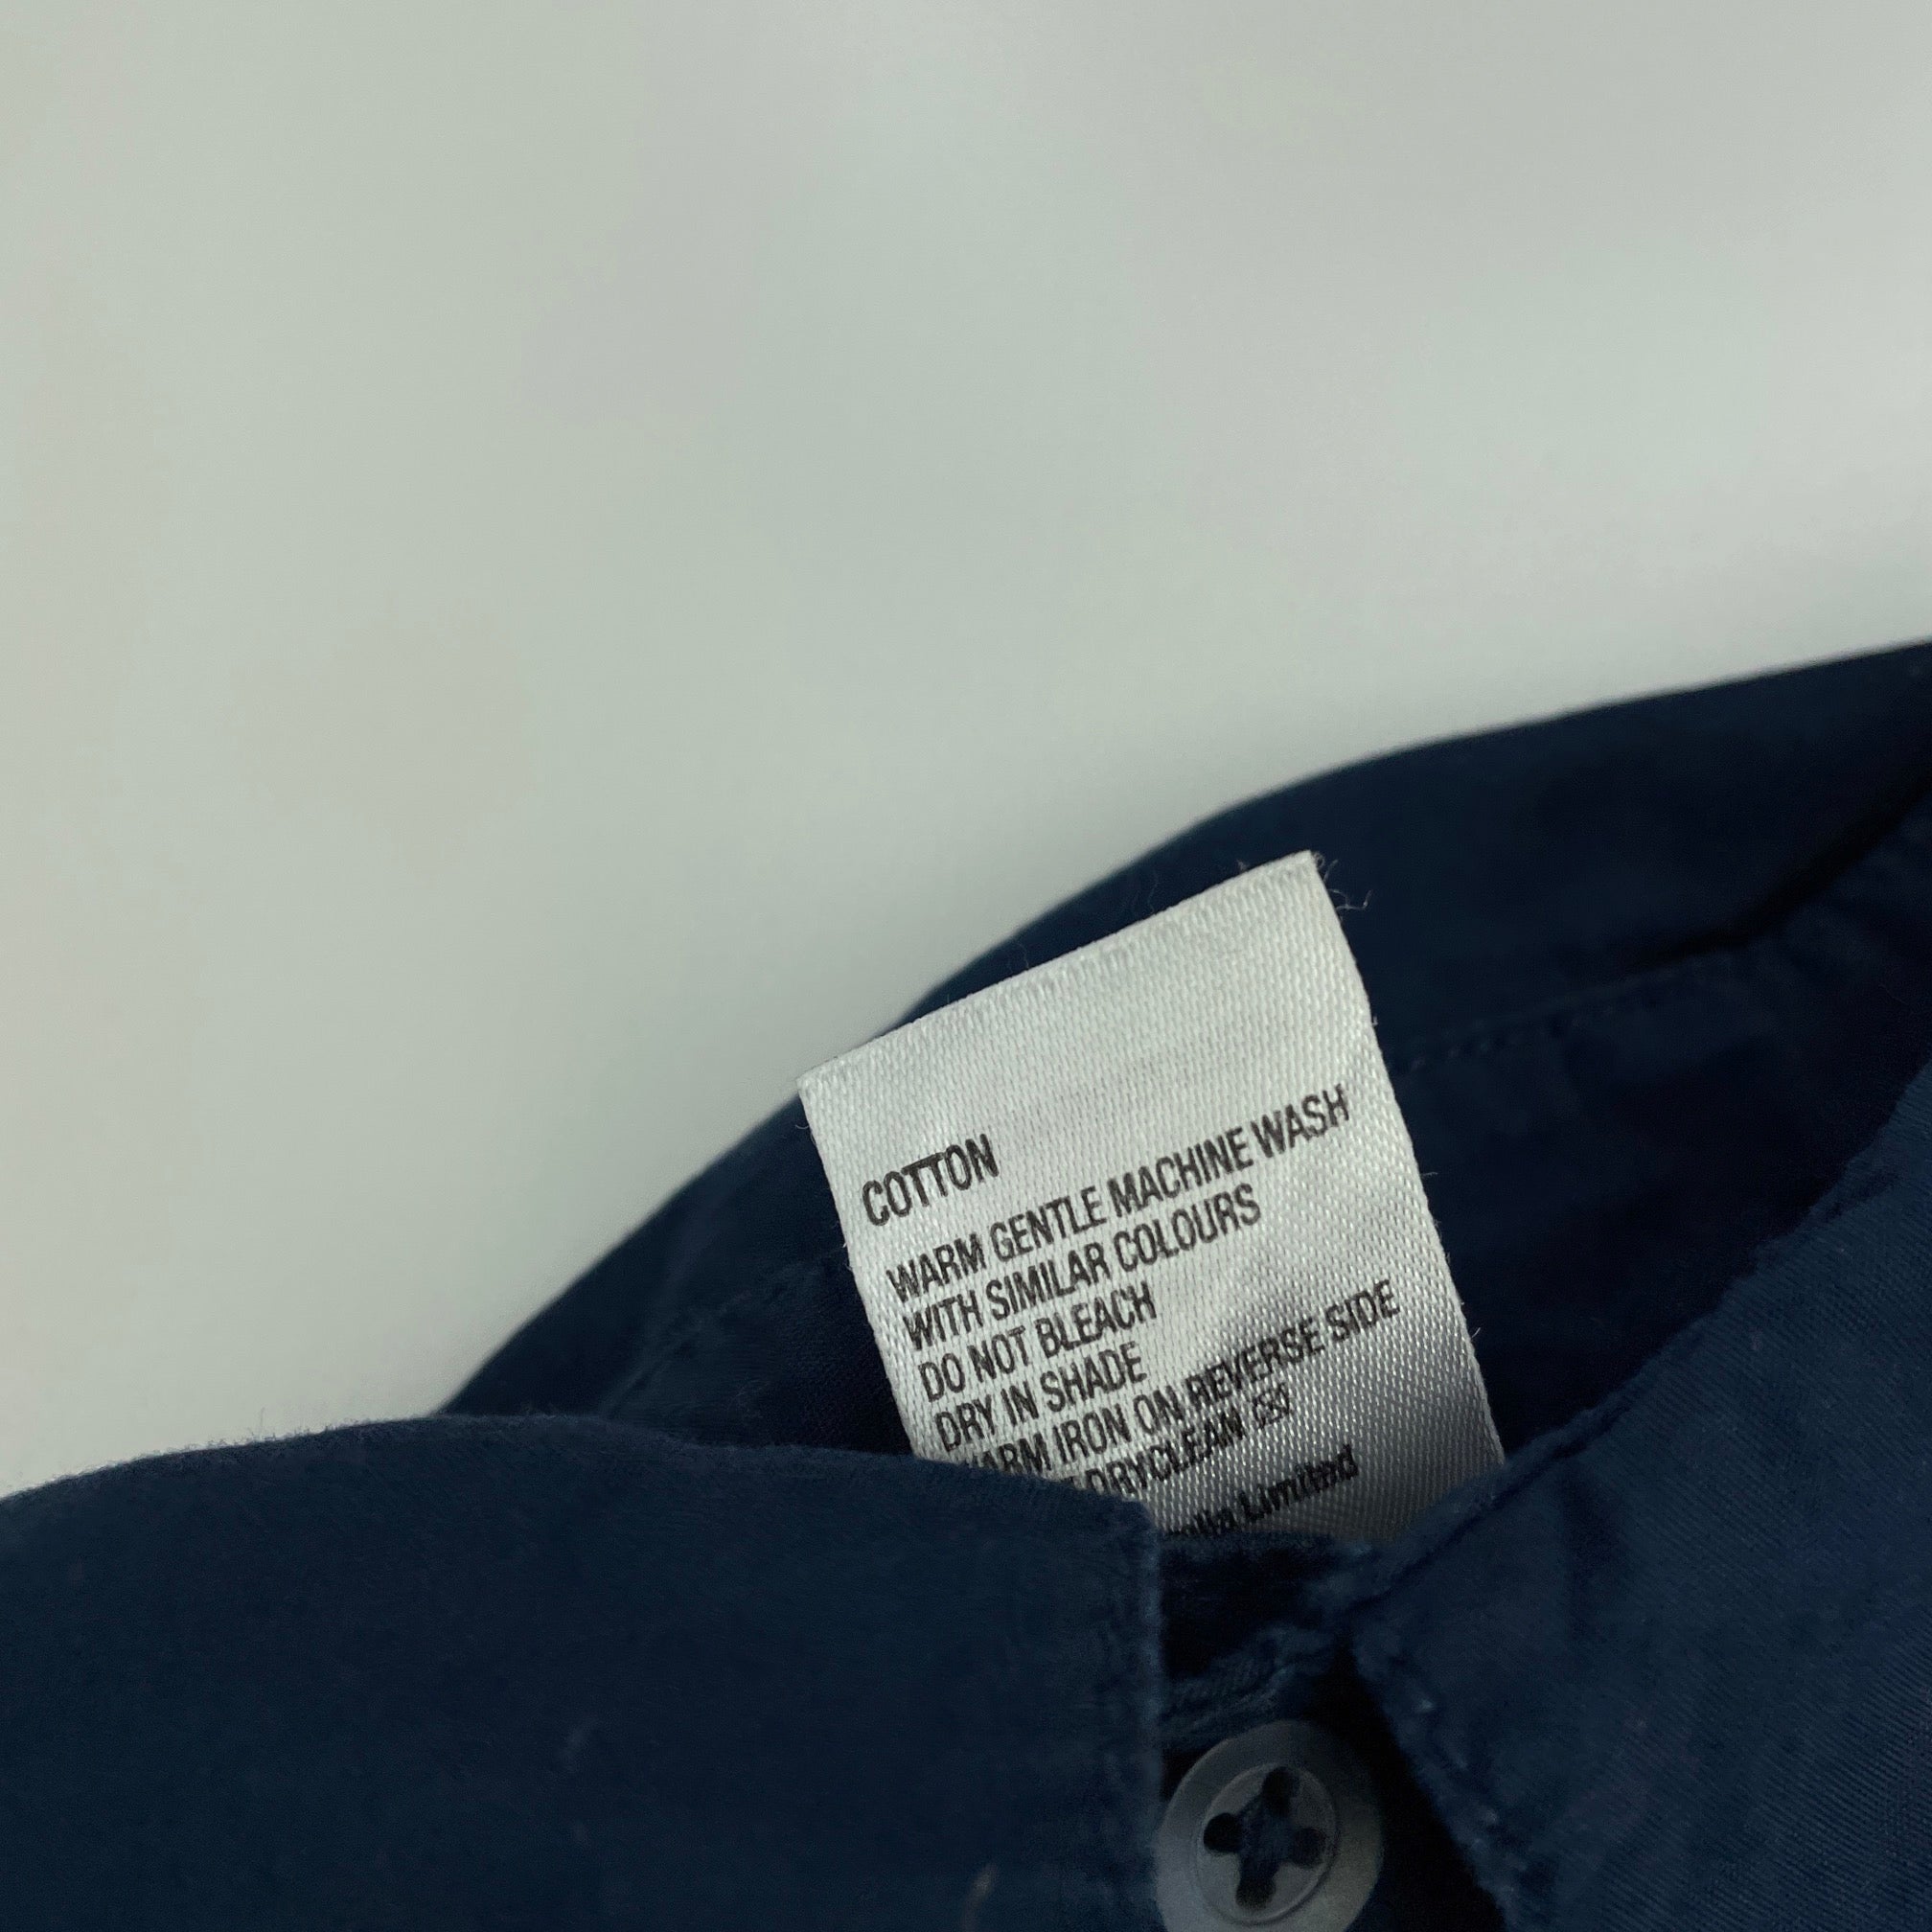 COTTON
WARM GENTLE MACHINE WASH
WITH SIMILAR COLOURS
DO NOT BLEACH
DRY IN SHADE
WARM IRON ON REVERSE SIDE
DRYCLEAN
Limited